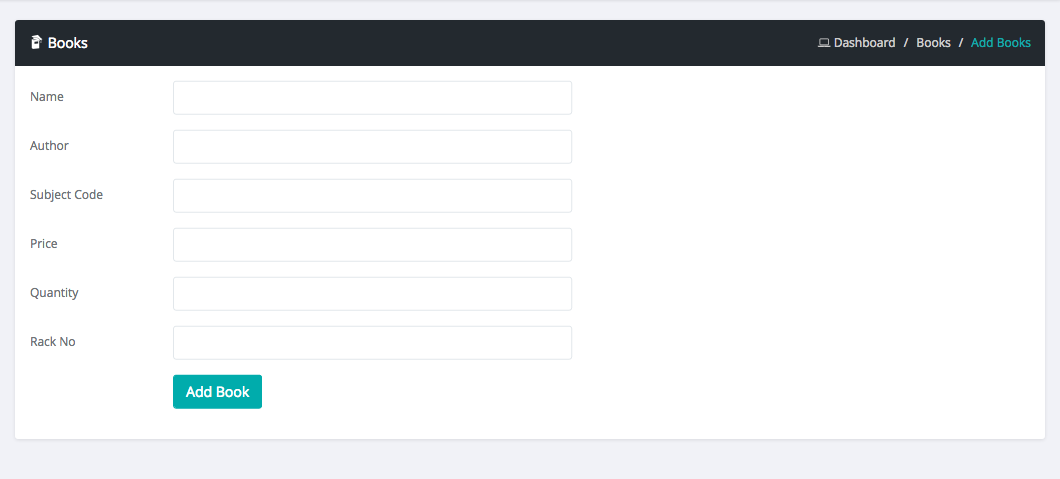 Books
Dashboard / Books / Add Books
Name
Author
Subject Code
Price
Quantity
Rack No
Add Book